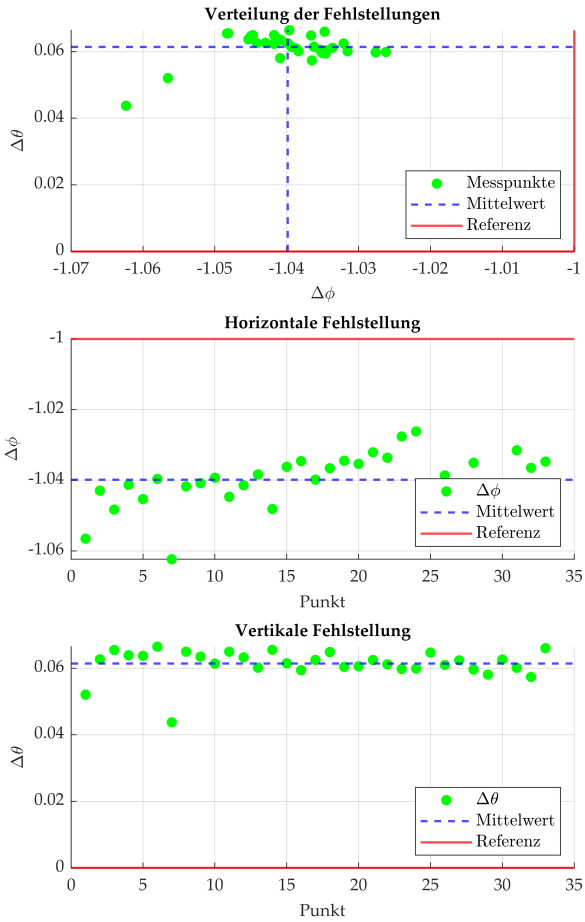 Verteilung der Fehlstellungen
0.06
0.04
0.02
0
Δθ
-1.07 -1.06 -1.05 -1.04 -1.03 -1.02 -1.01 -1
Δϕ
Messpunkte
Mittelwert
Referenz
Horizontale Fehlstellung
-1
-1.02
-1.04
-1.06
Δϕ
0 5 10 15 20 25 30 35
Punkt
Δϕ
Mittelwert
Referenz
Vertikale Fehlstellung
0.06
0.04
0.02
0
Δθ
0 5 10 15 20 25 30 35
Punkt
Δθ
Mittelwert
Referenz